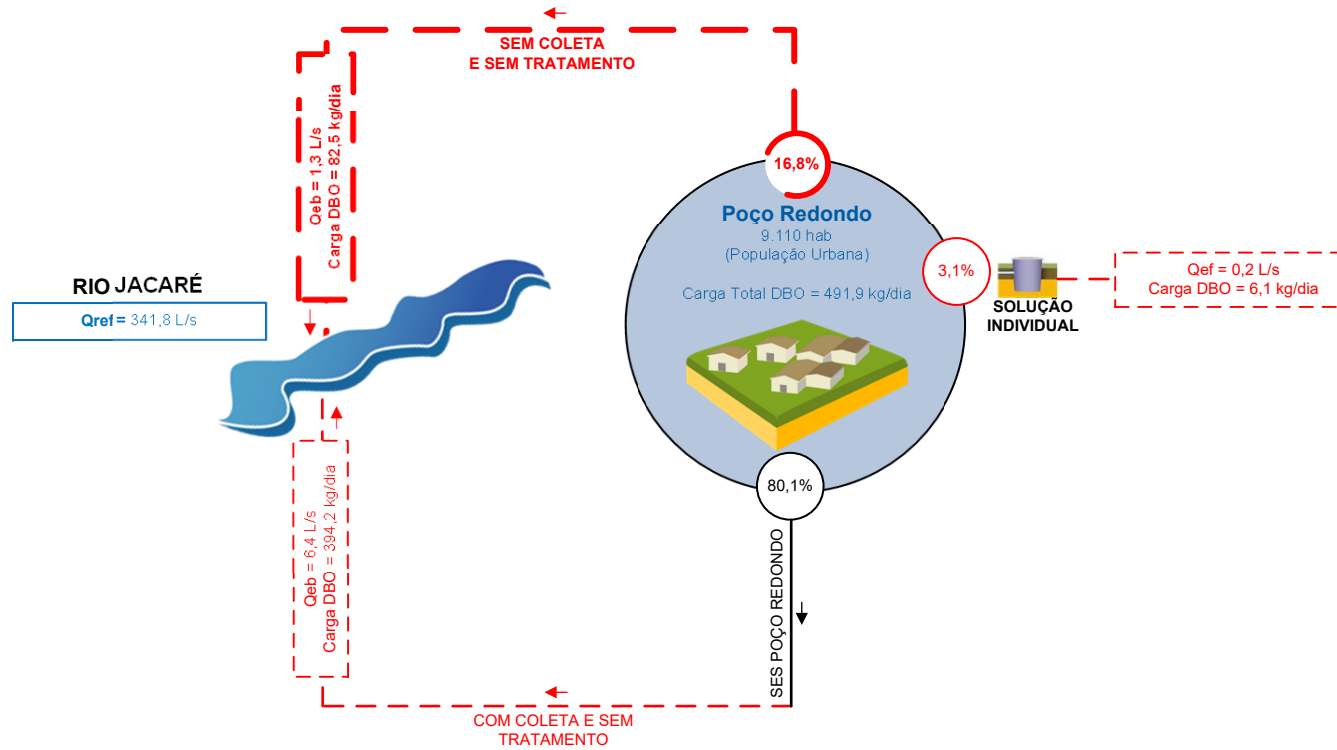 SEM COLETA
E SEM TRATAMENTO
Qeb = 1,3 L/s
Carga DBO = 82,5 kg/dia
16,8%
Poço Redondo
9.110 hab
(População Urbana)
Carga Total DBO = 491,9 kg/dia
3,1%
SOLUÇÃO
INDIVIDUAL
Qef = 0,2 L/s
Carga DBO = 6,1 kg/dia
RIO JACARÉ
Qref = 341,8 L/s
Qeb = 6,4 L/s
Carga DBO = 394,2 kg/dia
80,1%
SES POÇO REDONDO
COM COLETA E SEM
TRATAMENTO